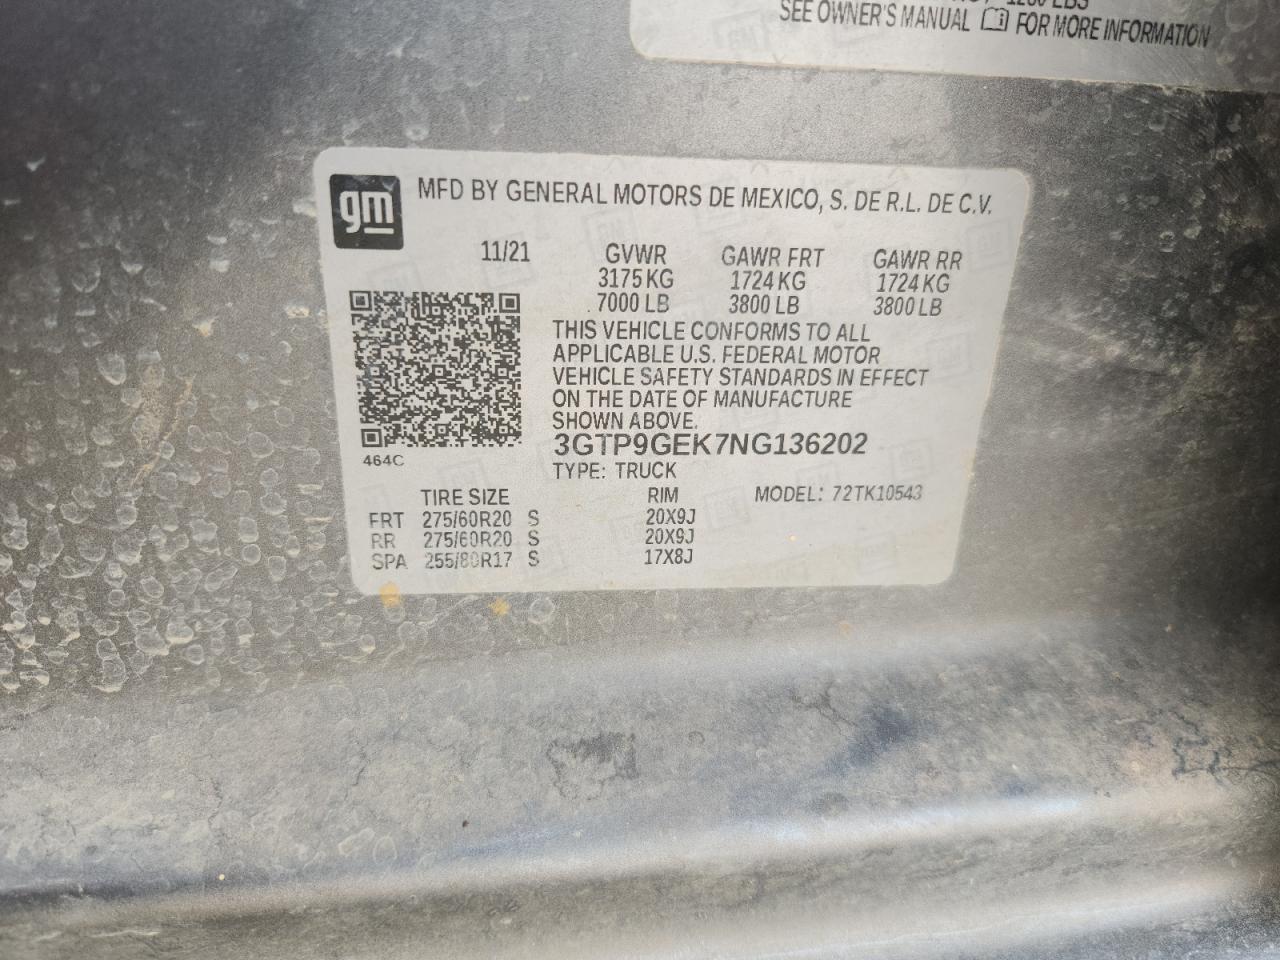 1200 LBS
SEE OWNER'S MANUAL FOR MORE INFORMATION
gm
MFD BY GENERAL MOTORS DE MEXICO, S. DE R.L. DE C.V.
11/21 GVWR GAWR FRT GAWR RR
3175 KG 1724 KG 1724 KG
7000 LB 3800 LB 3800 LB
THIS VEHICLE CONFORMS TO ALL
APPLICABLE U.S. FEDERAL MOTOR
VEHICLE SAFETY STANDARDS IN EFFECT
ON THE DATE OF MANUFACTURE
SHOWN ABOVE.
3GTP9GEK7NG136202
464C
TYPE: TRUCK
TIRE SIZE RIM MODEL: 72TK10543
FRT 275/60R20 S 20X9J
RR 275/60R20 S 20X9J
SPA 255/80R17 S 17X8J